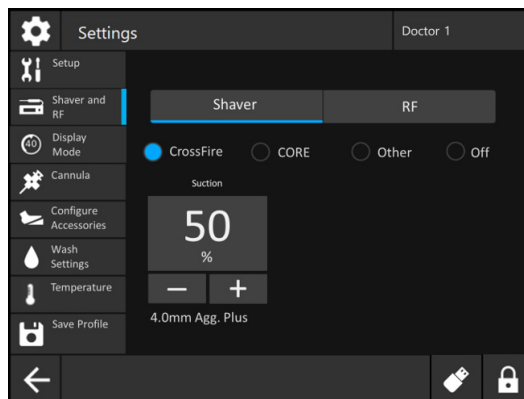 Settings
Doctor 1
Setup
Shaver and
RF
40
Display
Mode
Cannula
Configure
Accessories
Wash
Settings
Temperature
Save Profile
Shaver
RF
CrossFire
CORE
Other
Off
Suction
50
%
4.0mm Agg. Plus